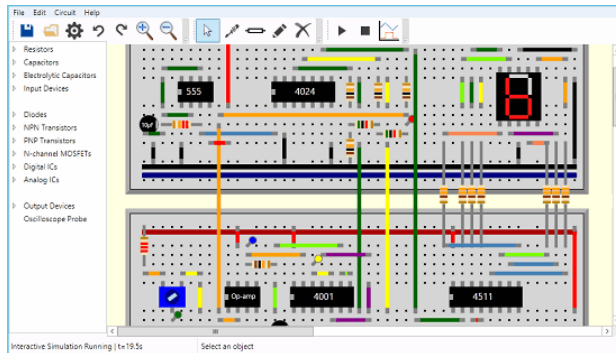 File Edit Circuit Help
Resistors
Capacitors
Electrolytic Capacitors
Input Devices
Diodes
NPN Transistors
PNP Transistors
N-channel MOSFETs
Digital ICs
Analog ICs
Output Devices
Oscilloscope Probe
555
4024
10µF
Op-amp
4001
4511
Interactive Simulation Running | t=19.5s
Select an object